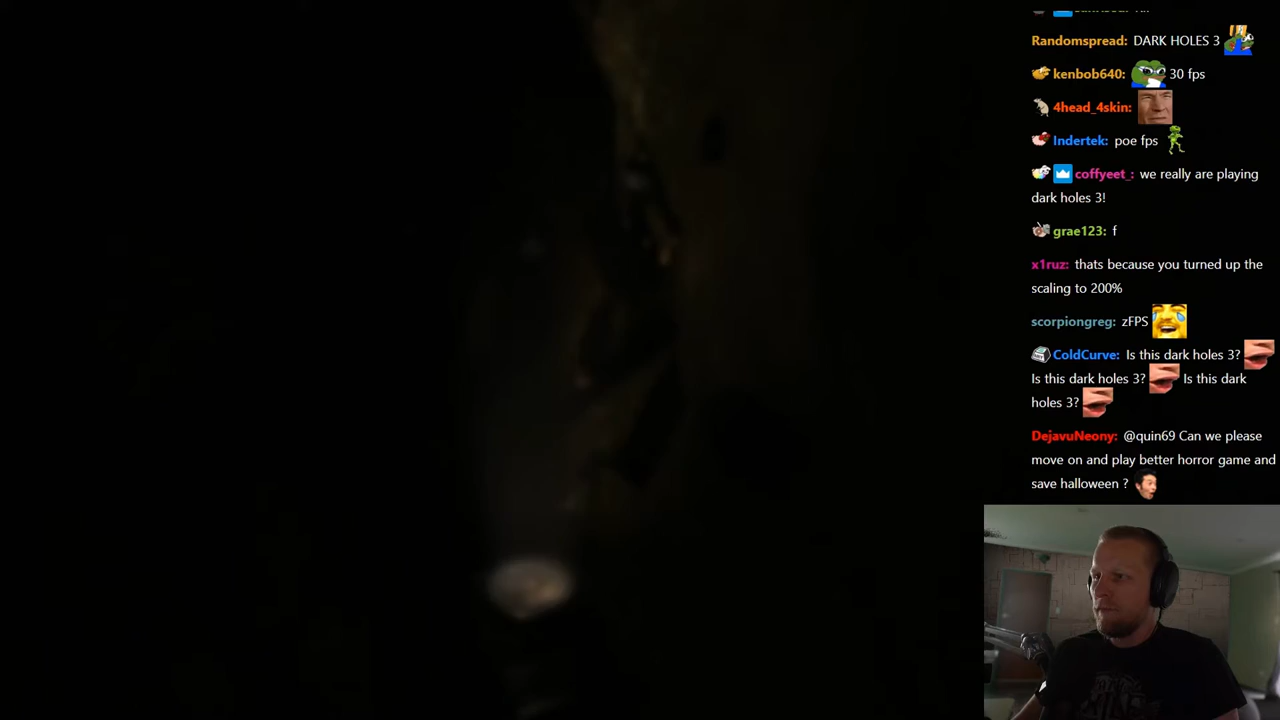 Randomspread: DARK HOLES 3
kenbob640: 30 fps
4head_4skin:
Indertek: poe fps
coffyeet_: we really are playing
dark holes 3!
grae123: f
x1ruz: thats because you turned up the
scaling to 200%
scorpiongreg: zFPS
ColdCurve: Is this dark holes 3?
Is this dark holes 3? Is this dark
holes 3?
DejavuNeony: @quin69 Can we please
move on and play better horror game and
save halloween ?